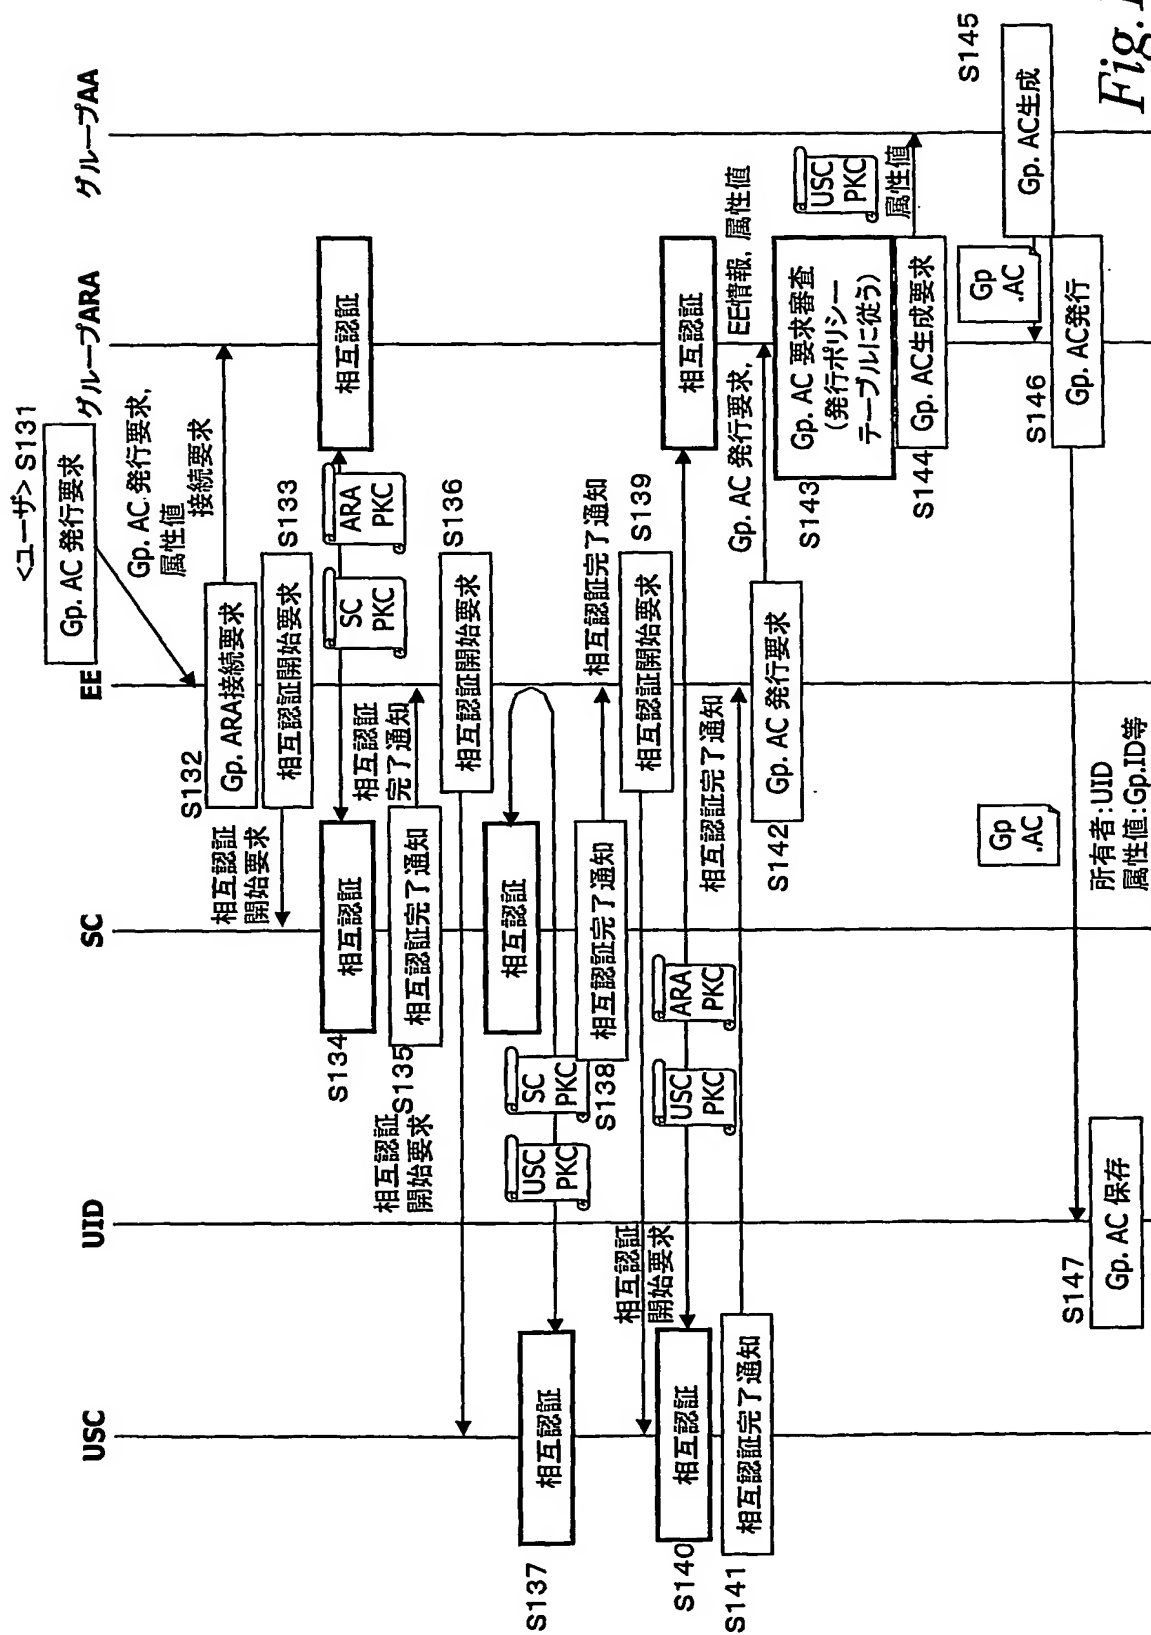 USC
UID
SC
EE
グループARA
グループAA
<ユーザ> S131
Gp. AC 発行要求
Gp. AC 発行要求,
属性値
接続要求
S132
Gp. ARA接続要求
S133
相互認証開始要求
相互認証
開始要求
S134
相互認証
SC
PKC
ARA
PKC
相互認証
S135
相互認証完了通知
相互認証
完了通知
S136
相互認証開始要求
相互認証
開始要求
S137
相互認証
USC
PKC
SC
PKC
相互認証
S138
相互認証完了通知
相互認証完了通知
S139
相互認証開始要求
相互認証
開始要求
S140
相互認証
USC
PKC
ARA
PKC
相互認証
S141
相互認証完了通知
相互認証完了通知
S142
Gp. AC 発行要求
Gp. AC 発行要求,
EE情報, 属性値
S143
Gp. AC 要求審査
(発行ポリシー
テーブルに従う)
S144
Gp. AC生成要求
USC
PKC
属性値
S145
Gp. AC生成
Gp
.AC
S146
Gp. AC発行
Gp
.AC
所有者:UID
属性値:Gp.ID等
S147
Gp. AC 保存
Fig.